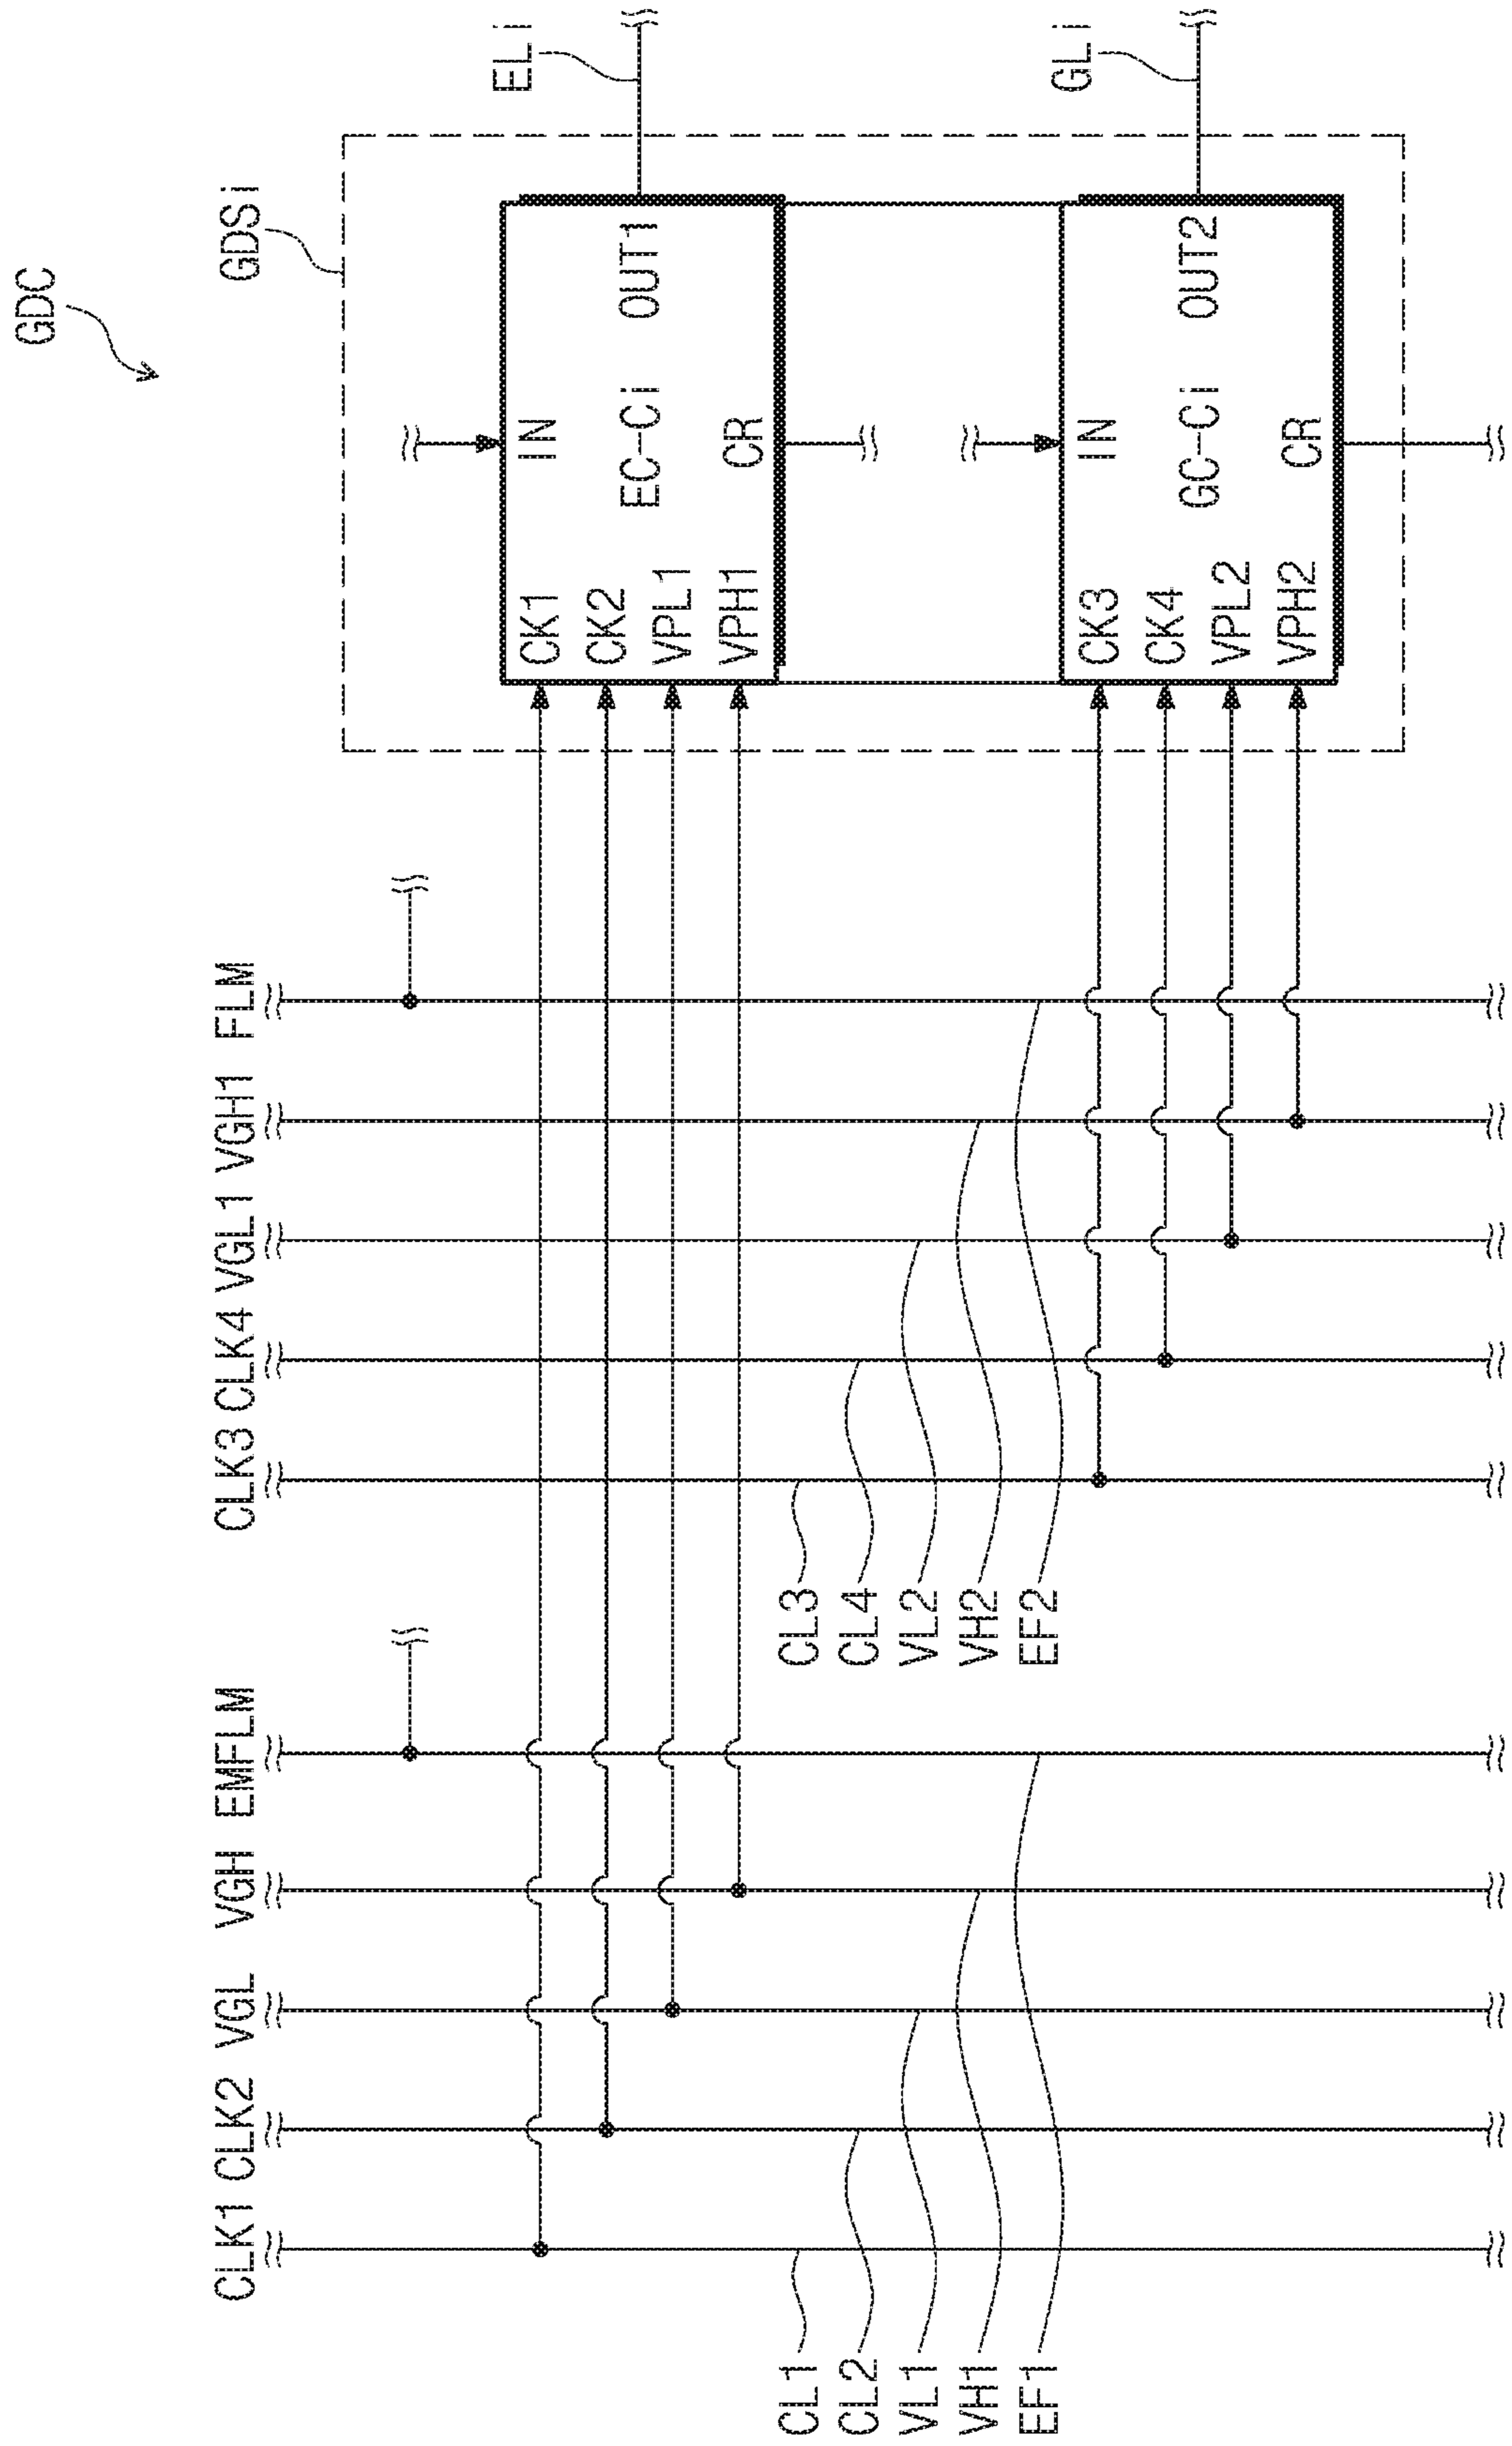 GDC
GDSi
CLK1 CLK2 VGL VGH EMFLM CLK3 CLK4 VGL1 VGH1 FLM
IN
CK1
CK2
VPL1
VPH1
EC-Ci
OUT1
CR
ELi
IN
CK3
CK4
VPL2
VPH2
GC-Ci
OUT2
CR
GLi
CL1
CL2
VL1
VH1
EF1
CL3
CL4
VL2
VH2
EF2